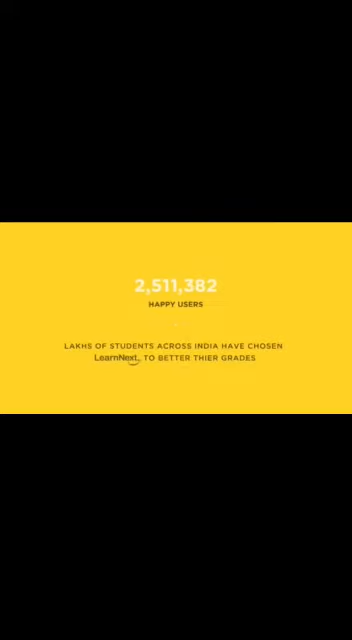 2,511,382
HAPPY USERS
LAKHS OF STUDENTS ACROSS INDIA HAVE CHOSEN
LearnNext TO BETTER THIER GRADES